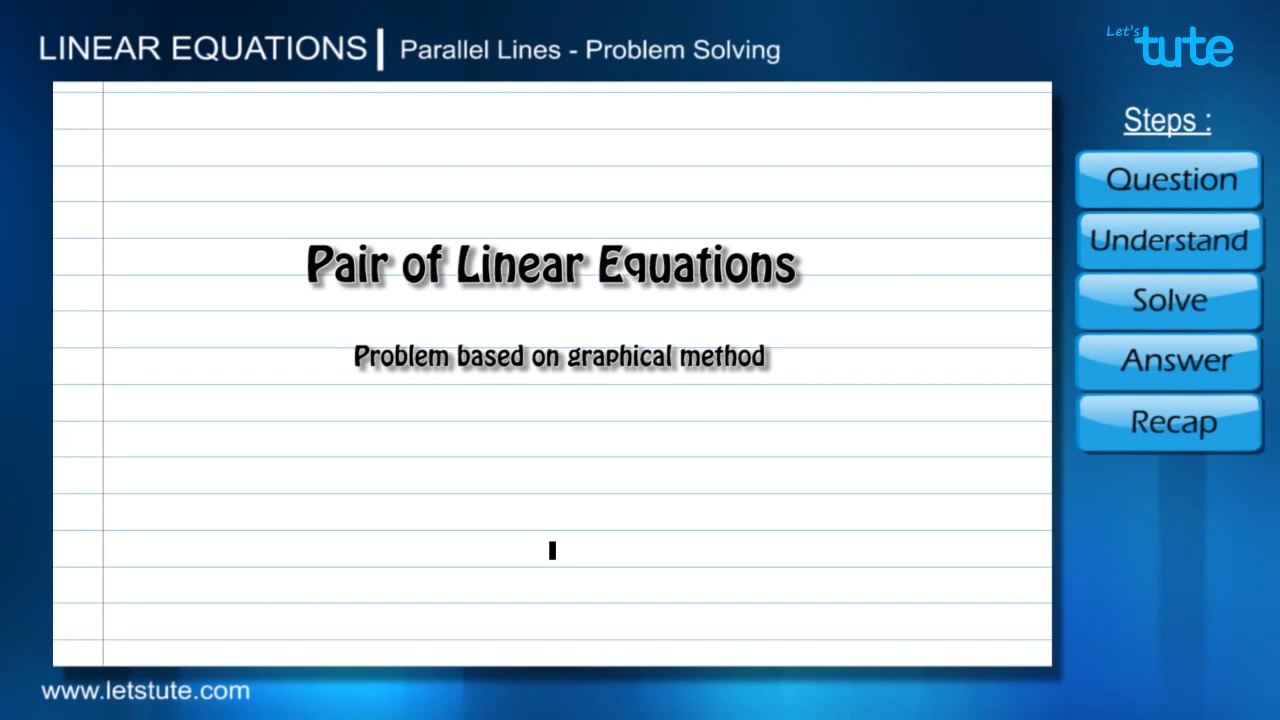 LINEAR EQUATIONS | Parallel Lines - Problem Solving
Let's tute
Pair of Linear Equations
Problem based on graphical method
Steps :
Question
Understand
Solve
Answer
Recap
www.letstute.com